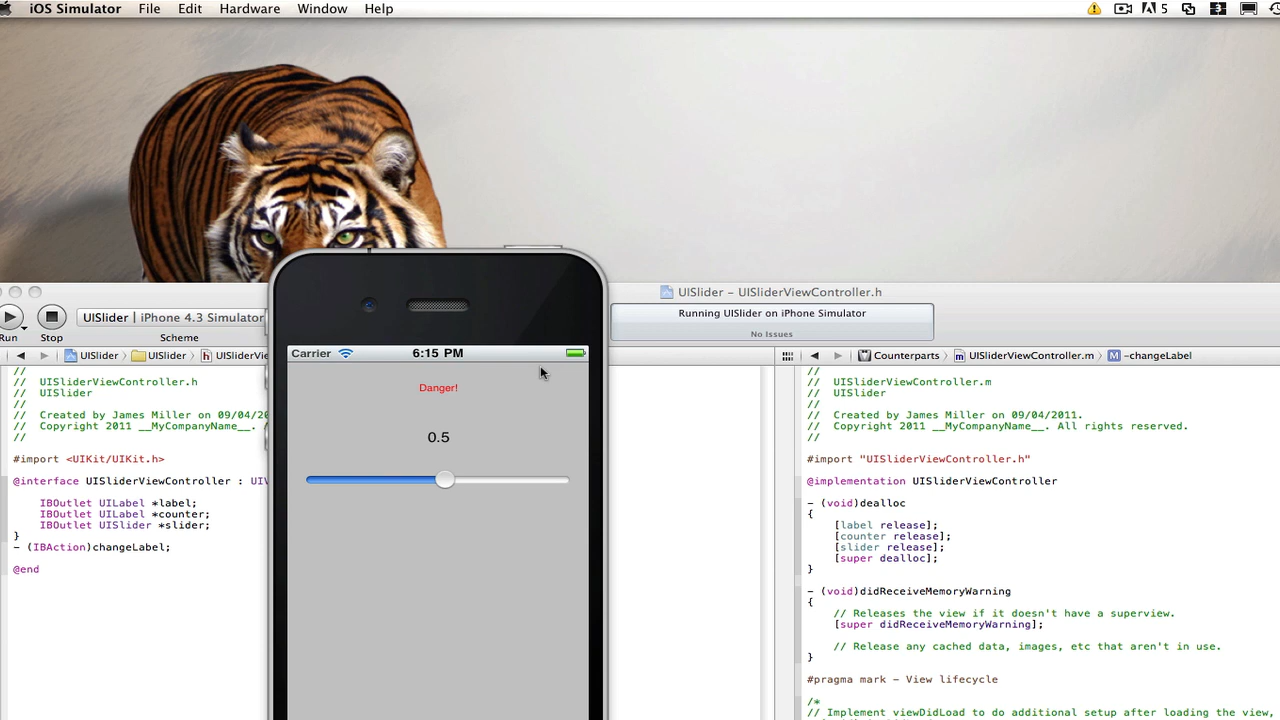 iOS Simulator File Edit Hardware Window Help 5
UISlider – UISliderViewController.h
UISlider | iPhone 4.3 Simulator
Running UISlider on iPhone Simulator
Run Stop Scheme No Issues
Carrier 6:15 PM
Danger!
0.5
UISlider UISlider h UISliderVie
//
// UISliderViewController.h
// UISlider
//
// Created by James Miller on 09/04/20
// Copyright 2011 __MyCompanyName__.
//
#import <UIKit/UIKit.h>
@interface UISliderViewController : UIV
IBOutlet UILabel *label;
IBOutlet UILabel *counter;
IBOutlet UISlider *slider;
}
- (IBAction)changeLabel;
@end
Counterparts m UISliderViewController.m M -changeLabel
//
// UISliderViewController.m
// UISlider
//
// Created by James Miller on 09/04/2011.
// Copyright 2011 __MyCompanyName__. All rights reserved.
//
#import "UISliderViewController.h"
@implementation UISliderViewController
- (void)dealloc
{
[label release];
[counter release];
[slider release];
[super dealloc];
}
- (void)didReceiveMemoryWarning
{
// Releases the view if it doesn't have a superview.
[super didReceiveMemoryWarning];
// Release any cached data, images, etc that aren't in use.
}
#pragma mark - View lifecycle
/*
// Implement viewDidLoad to do additional setup after loading the view,